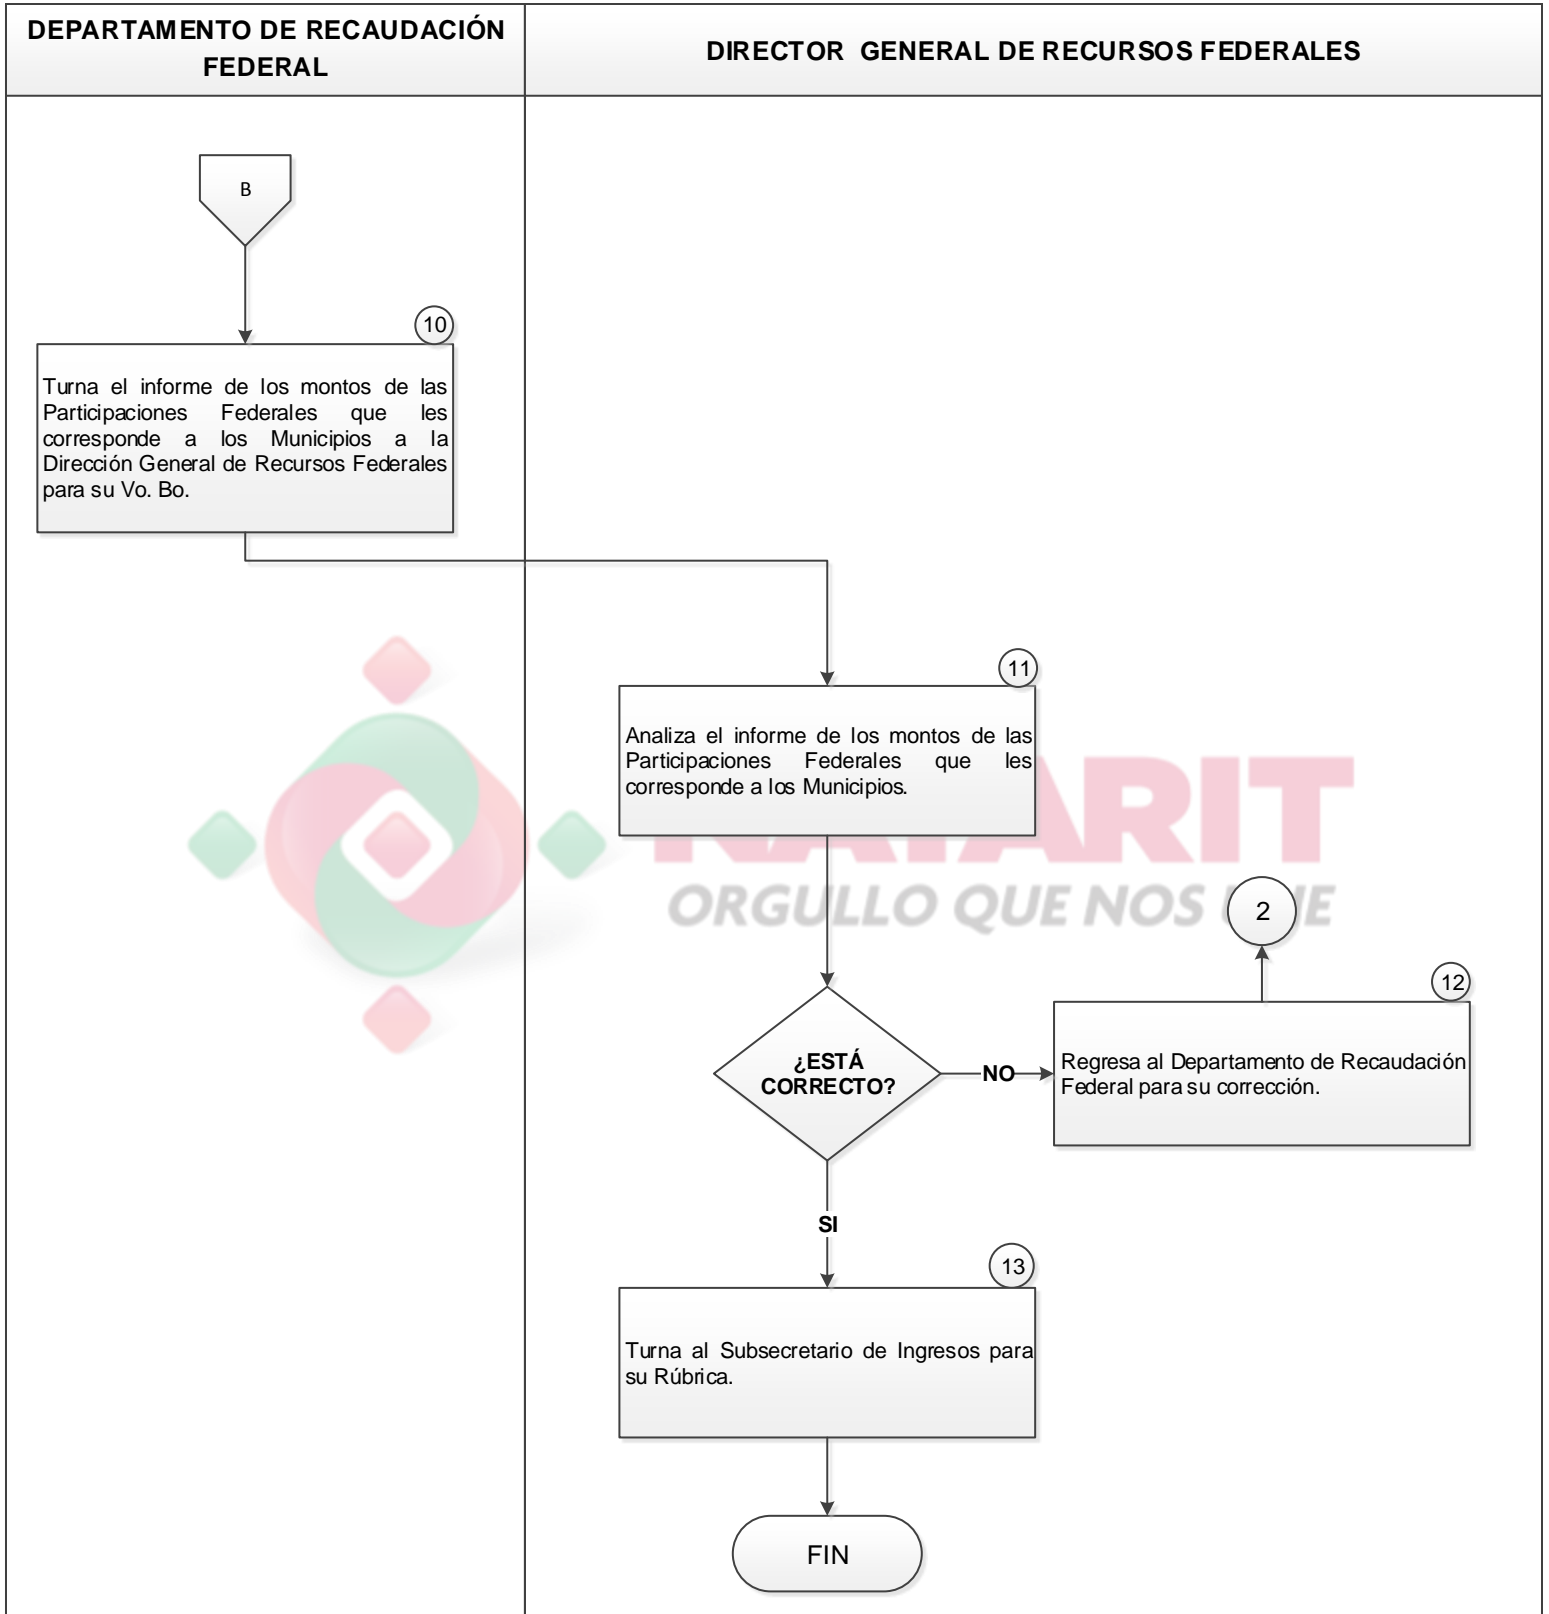 DEPARTAMENTO DE RECAUDACIÓN
FEDERAL
DIRECTOR GENERAL DE RECURSOS FEDERALES
B
10
Turna el informe de los montos de las
Participaciones Federales que les
corresponde a los Municipios a la
Dirección General de Recursos Federales
para su Vo. Bo.
11
Analiza el informe de los montos de las
Participaciones Federales que les
corresponde a los Municipios.
NAYARIT
ORGULLO QUE NOS UNE
2
12
¿ESTÁ
CORRECTO?
NO
Regresa al Departamento de Recaudación
Federal para su corrección.
SI
13
Turna al Subsecretario de Ingresos para
su Rúbrica.
FIN